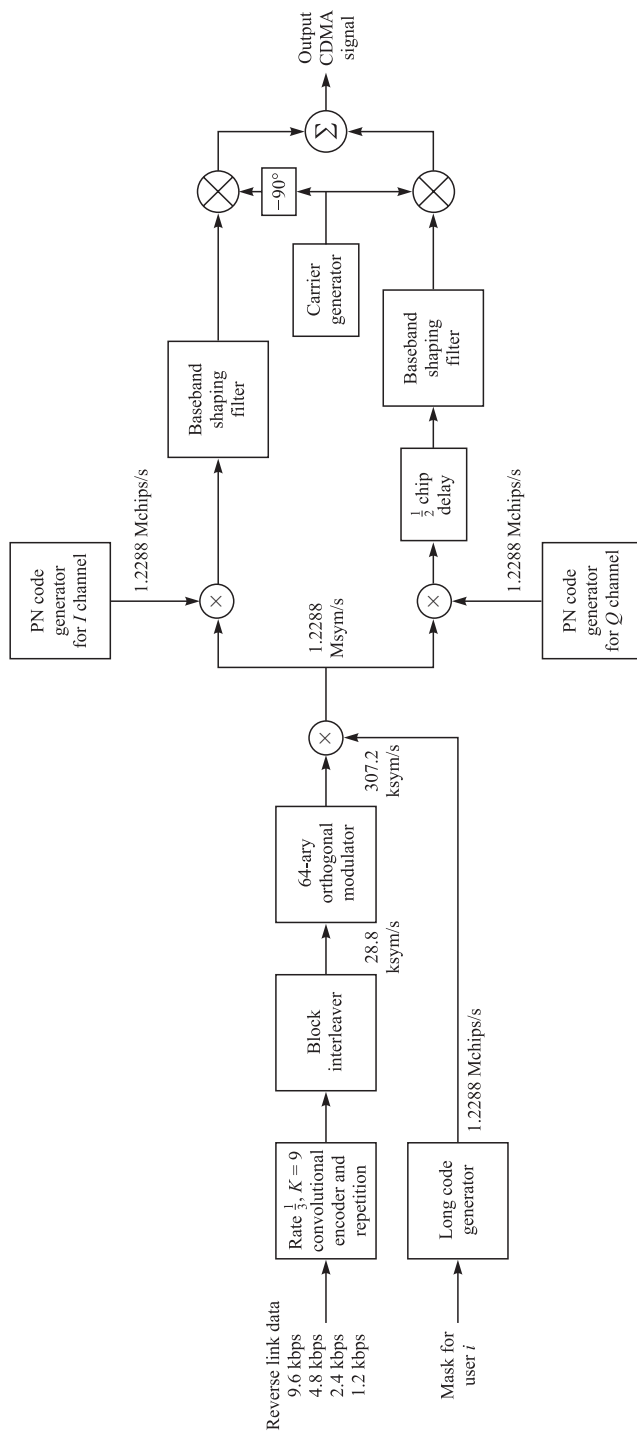 Reverse link data
9.6 kbps
4.8 kbps
2.4 kbps
1.2 kbps
Rate 1/3, K = 9
convolutional
encoder and
repetition
Block
interleaver
28.8
ksym/s
64-ary
orthogonal
modulator
307.2
ksym/s
×
Mask for
user i
Long code
generator
1.2288 Mchips/s
1.2288
Msym/s
PN code
generator
for I channel
1.2288 Mchips/s
×
Baseband
shaping
filter
PN code
generator
for Q channel
1.2288 Mchips/s
×
1/2 chip
delay
Baseband
shaping
filter
Carrier
generator
−90°
Σ
Output
CDMA
signal